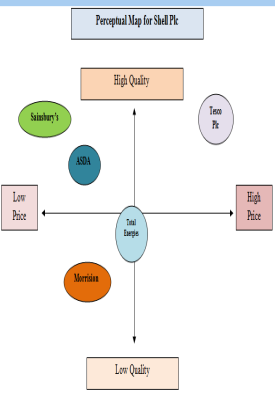 Perceptual Map for Shell Plc
High Quality
Tesco
Plc
Sainsbury's
ASDA
Low
Price
High
Price
Total
Energies
Morrision
Low Quality